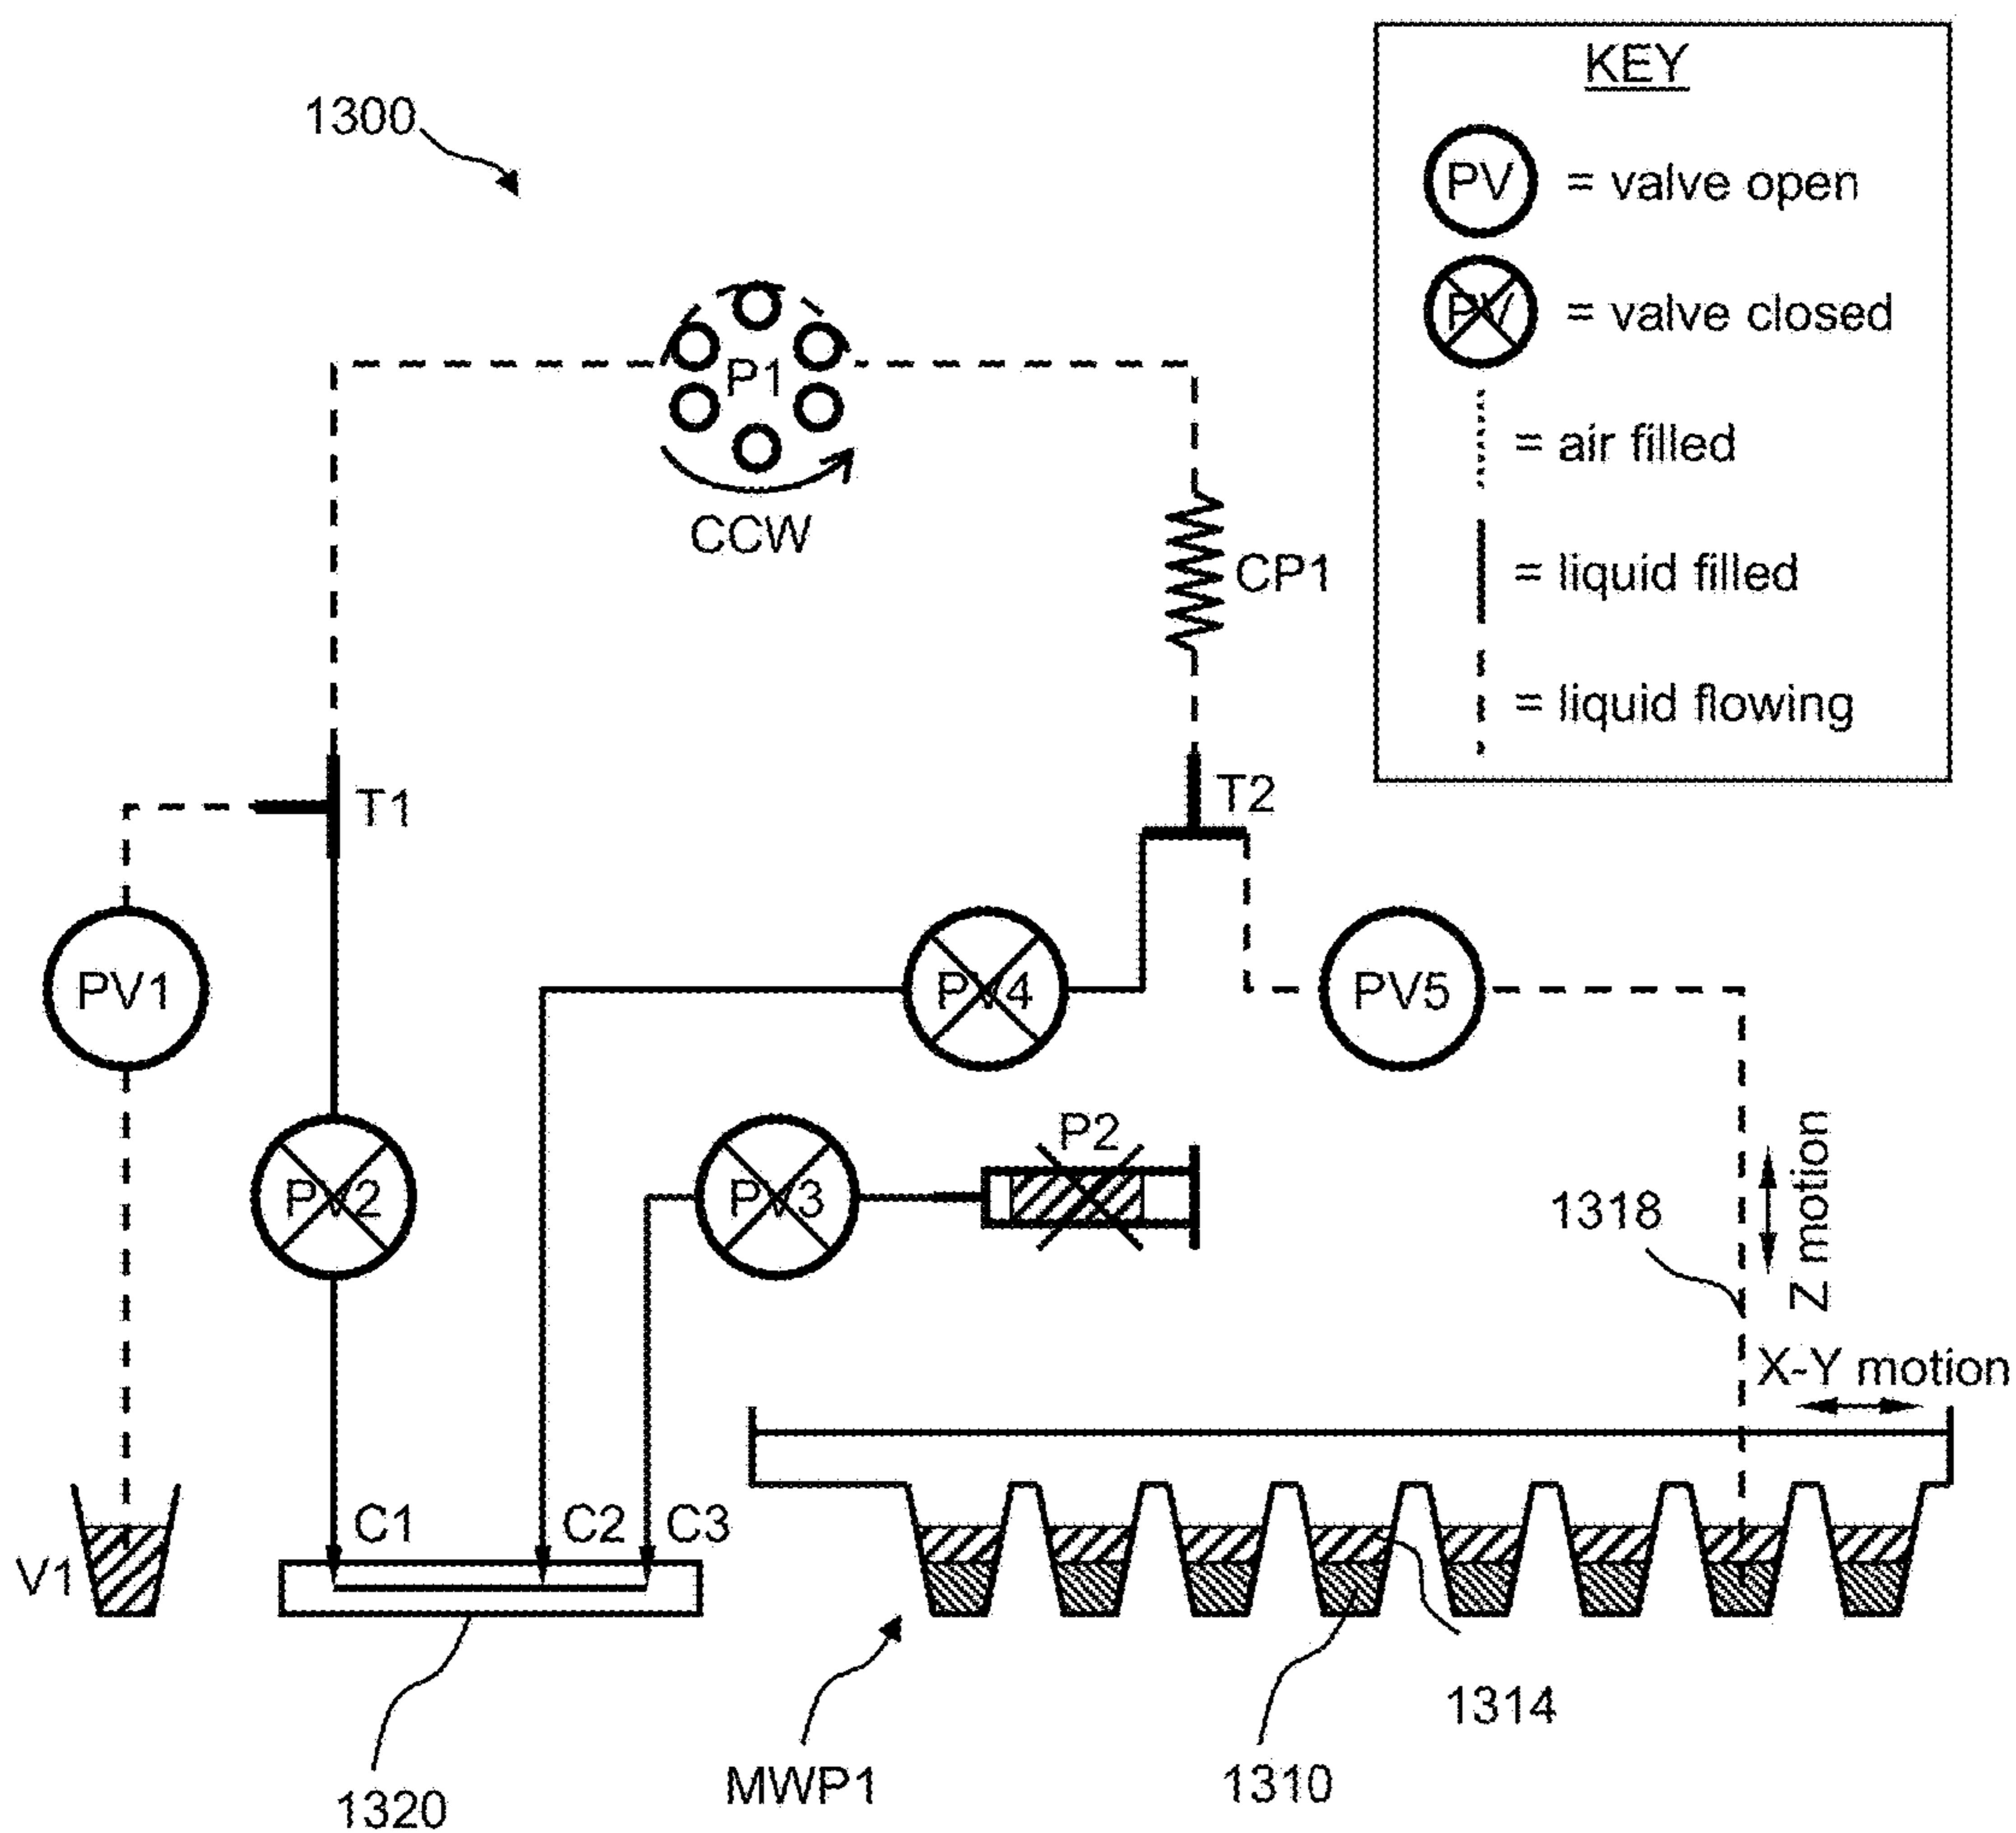 KEY
1300
PV = valve open
P1
PV = valve closed
= air filled
CCW
CP1
= liquid filled
= liquid flowing
T1
T2
PV1
PV4
PV5
P2
PV2
PV3
1318
Z motion
X-Y motion
C1
C2
C3
V1
1314
MWP1
1310
1320